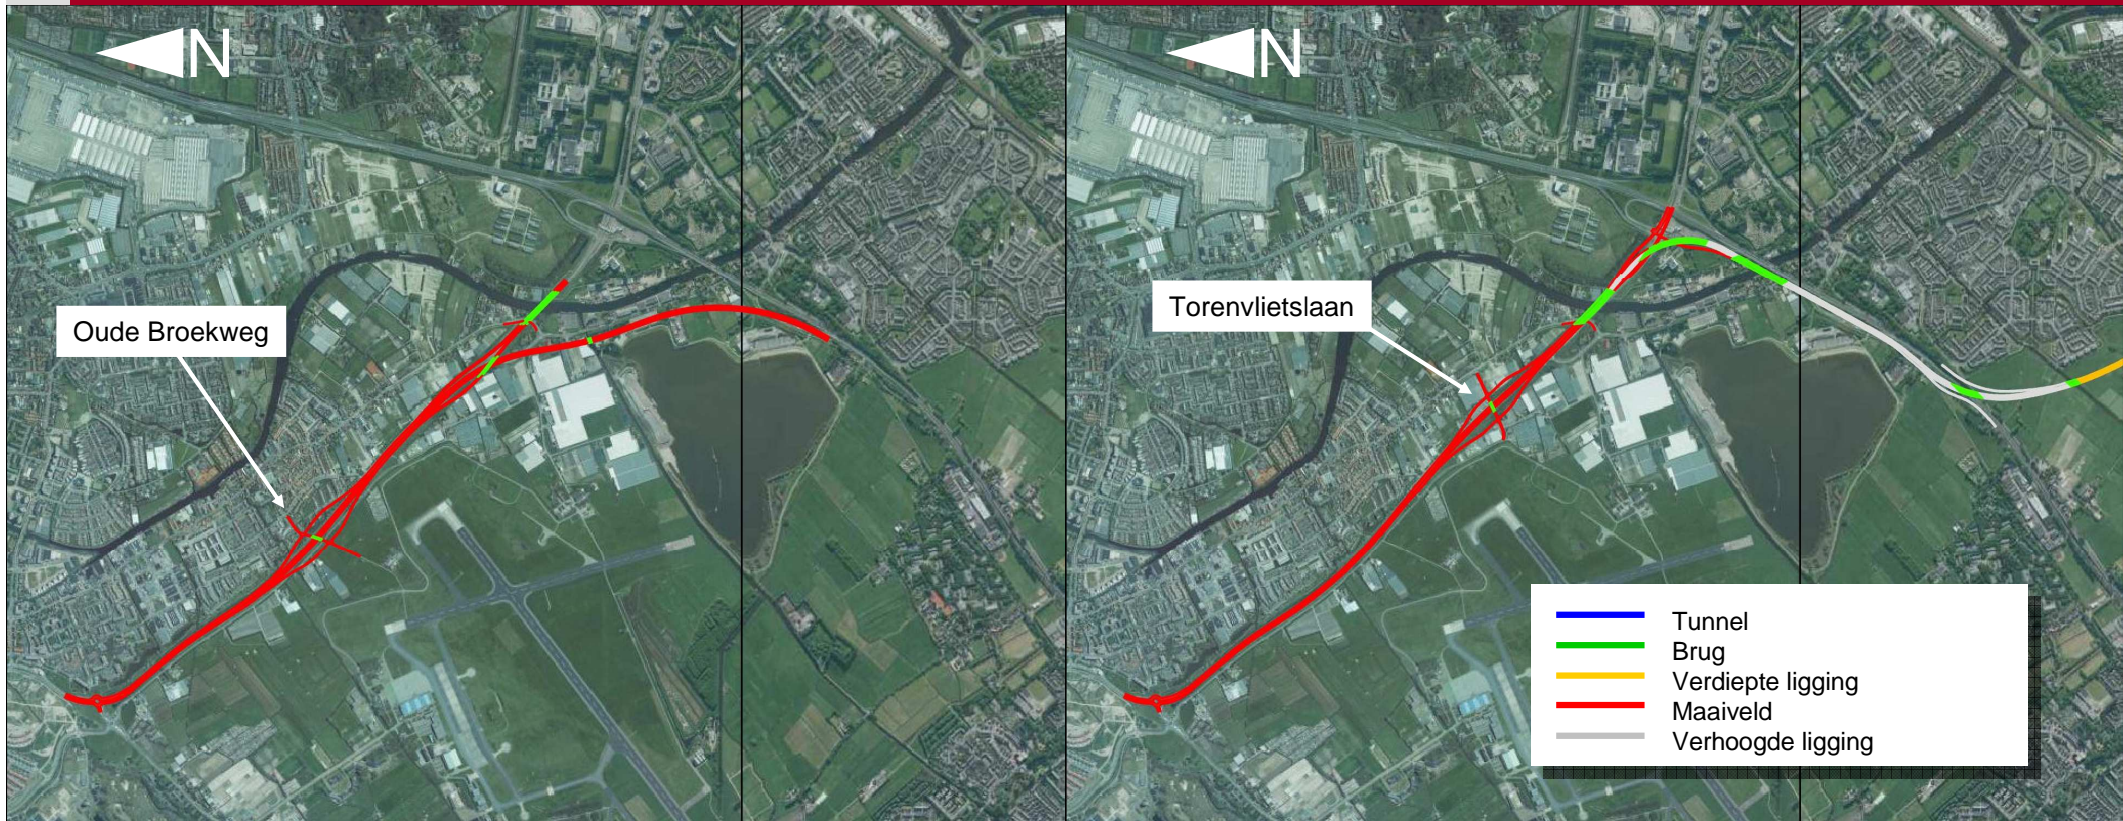 N
N
Oude Broekweg
Torenvlietslaan
Tunnel
Brug
Verdiepte ligging
Maaiveld
Verhoogde ligging